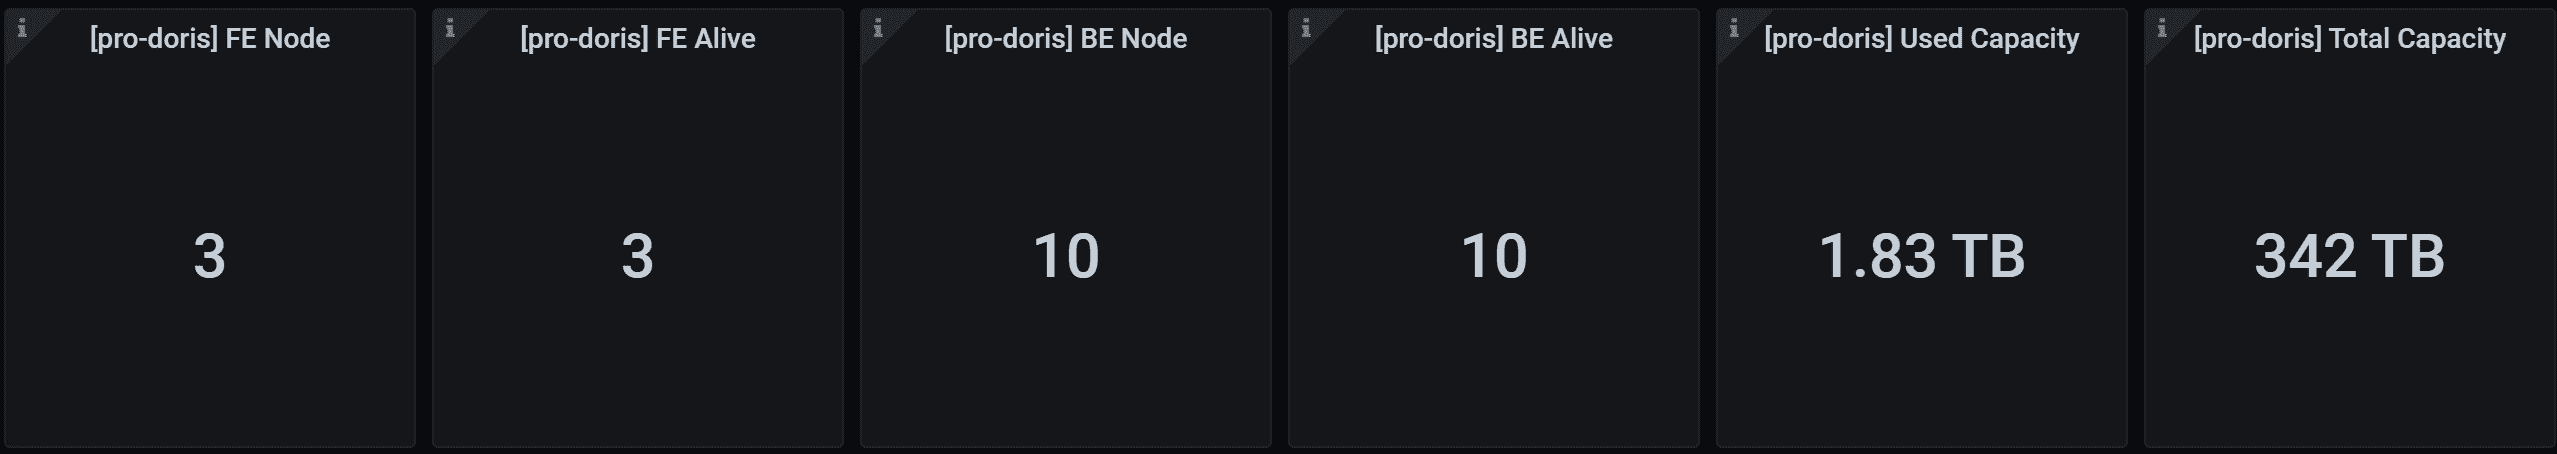 [pro-doris] FE Node
3
[pro-doris] FE Alive
3
[pro-doris] BE Node
10
[pro-doris] BE Alive
10
[pro-doris] Used Capacity
1.83 TB
[pro-doris] Total Capacity
342 TB